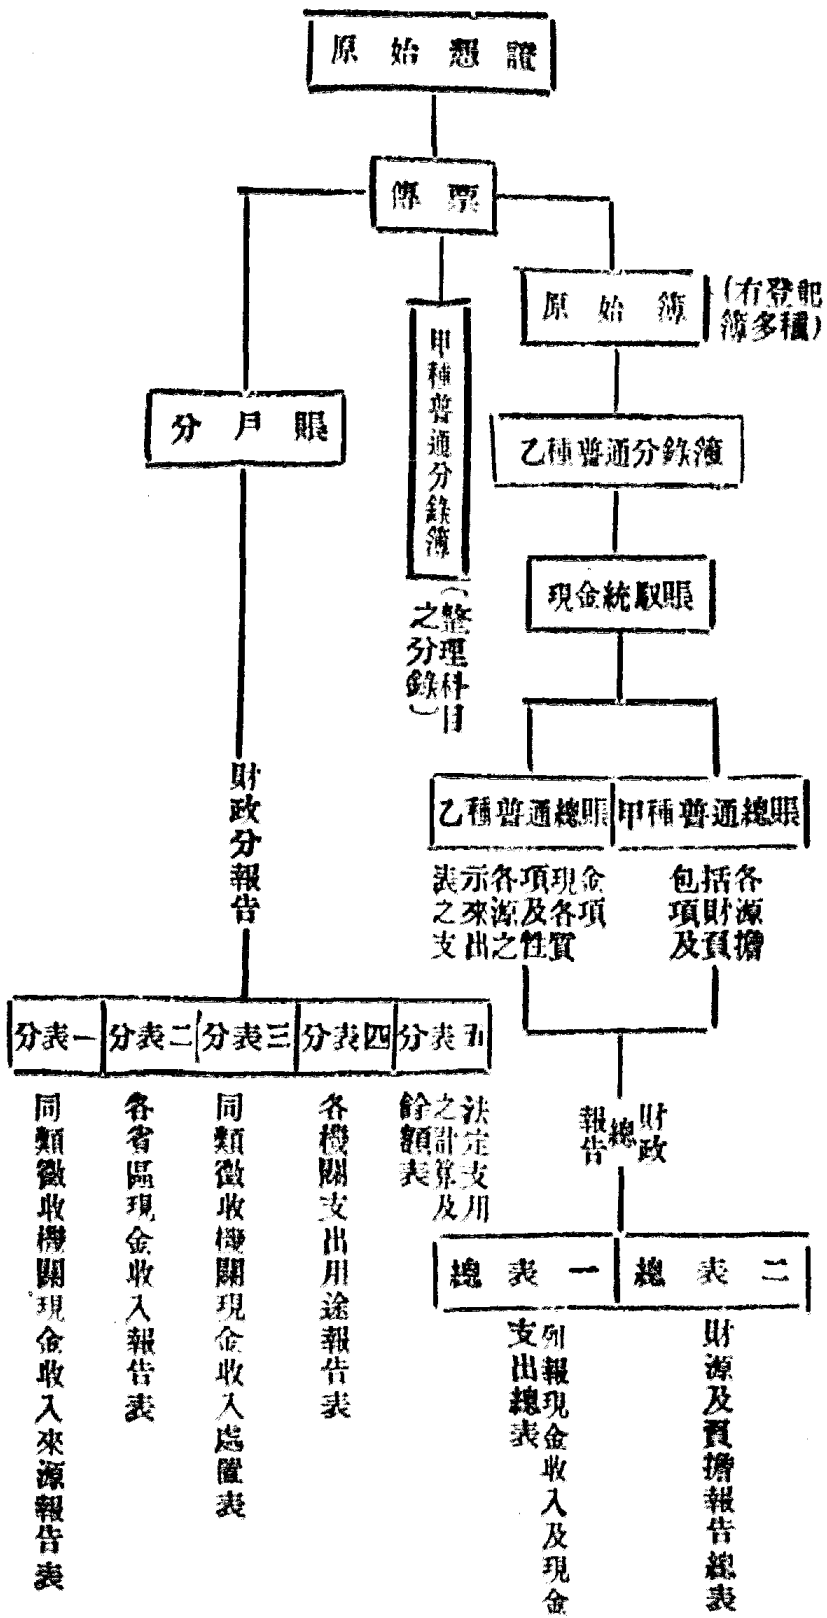 原始憑證
傳票
原始簿
(有登記
簿多種)
甲種普通分錄簿
(整理科目
之分錄)
分戶賬
乙種普通分錄簿
現金統馭賬
乙種普通總賬
甲種普通總賬
表示各項現金
之來源及各項
支出之性質
包括各
項財源
及負擔
財政分報告
分表一
分表二
分表三
分表四
分表五
同類徵收機關現金收入來源報告表
各省區現金收入報告表
同類徵收機關現金收入處置表
各機關支出用途報告表
法定支用
之計算及
餘額表
財政
總
報告
總表一
總表二
列報現金收入及現金
支出總表
財源及負擔報告總表